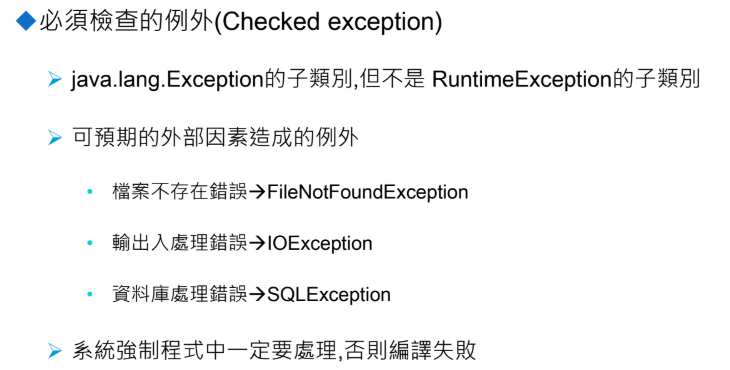 ◆必須檢查的例外(Checked exception)
➢ java.lang.Exception的子類別,但不是 RuntimeException的子類別
➢ 可預期的外部因素造成的例外
• 檔案不存在錯誤→FileNotFoundException
• 輸出入處理錯誤→IOException
• 資料庫處理錯誤→SQLException
➢ 系統強制程式中一定要處理,否則編譯失敗